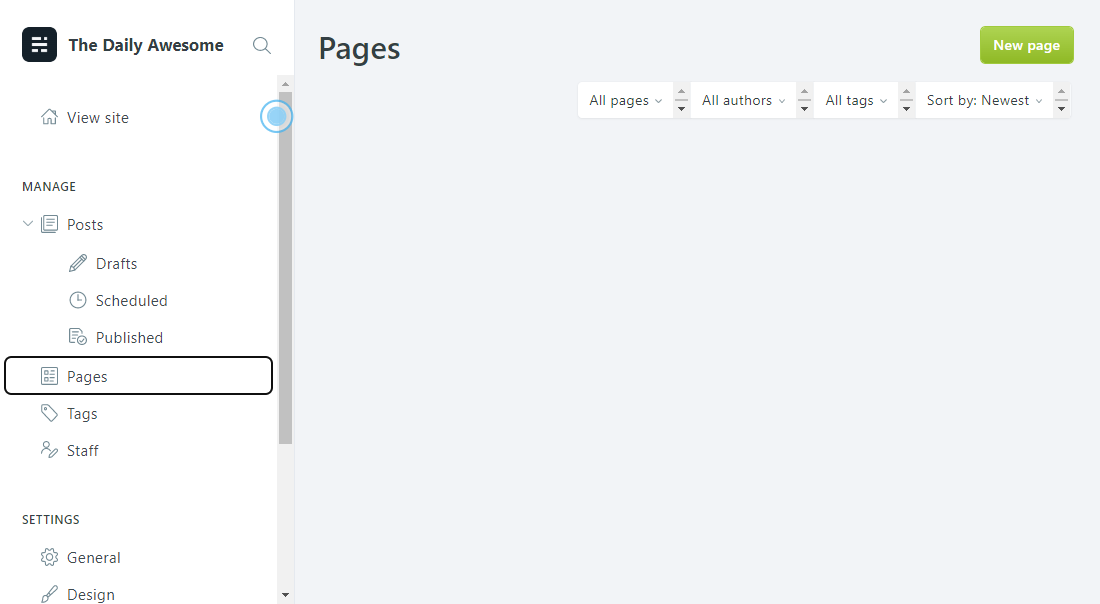 The Daily Awesome
View site
MANAGE
Posts
Drafts
Scheduled
Published
Pages
Tags
Staff
SETTINGS
General
Design
Pages
New page
All pages
All authors
All tags
Sort by: Newest